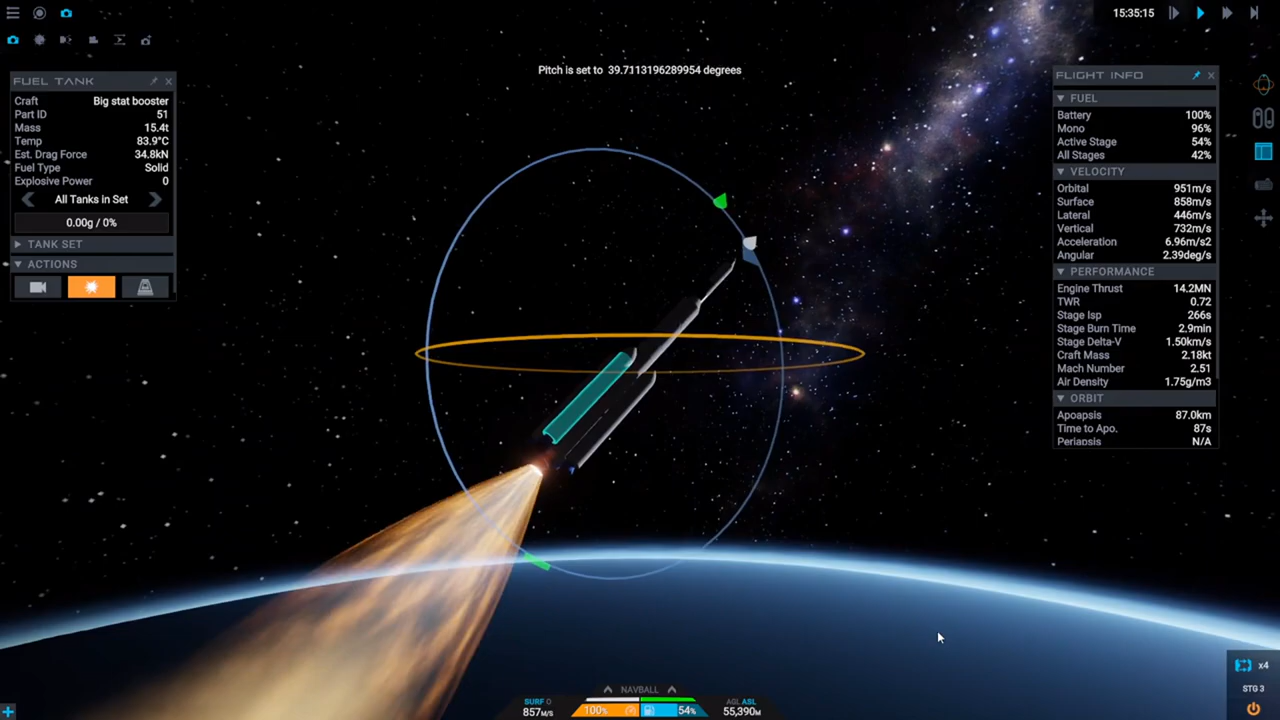 15:35:15
Pitch is set to 39.7113196289954 degrees
FUEL TANK
Craft Big stat booster
Part ID 51
Mass 15.4t
Temp 83.9°C
Est. Drag Force 34.8kN
Fuel Type Solid
Explosive Power 0
All Tanks in Set
0.00g / 0%
TANK SET
ACTIONS
FLIGHT INFO
FUEL
Battery 100%
Mono 96%
Active Stage 54%
All Stages 42%
VELOCITY
Orbital 951m/s
Surface 858m/s
Lateral 446m/s
Vertical 732m/s
Acceleration 6.96m/s2
Angular 2.39deg/s
PERFORMANCE
Engine Thrust 14.2MN
TWR 0.72
Stage Isp 266s
Stage Burn Time 2.9min
Stage Delta-V 1.50km/s
Craft Mass 2.18kt
Mach Number 2.51
Air Density 1.75g/m3
ORBIT
Apoapsis 87.0km
Time to Apo. 87s
Periapsis N/A
x4
STG 3
NAVBALL
SURF O
857M/S
100%
54%
AGL ASL
55,390M